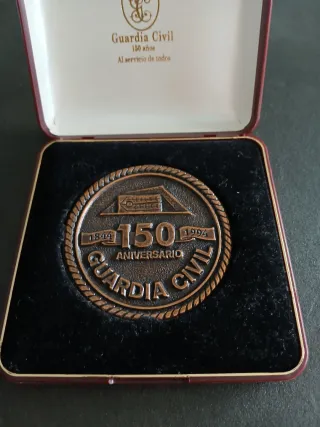 Guardia Civil
150 años
Al servicio de todos
1844 150 1994
ANIVERSARIO
GUARDIA CIVIL